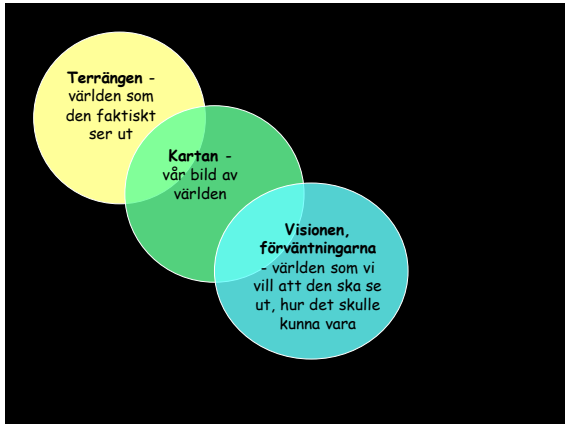 Terrängen -
världen som
den faktiskt
ser ut
Kartan -
vår bild av
världen
Visionen,
förväntningarna
- världen som vi
vill att den ska se
ut, hur det skulle
kunna vara